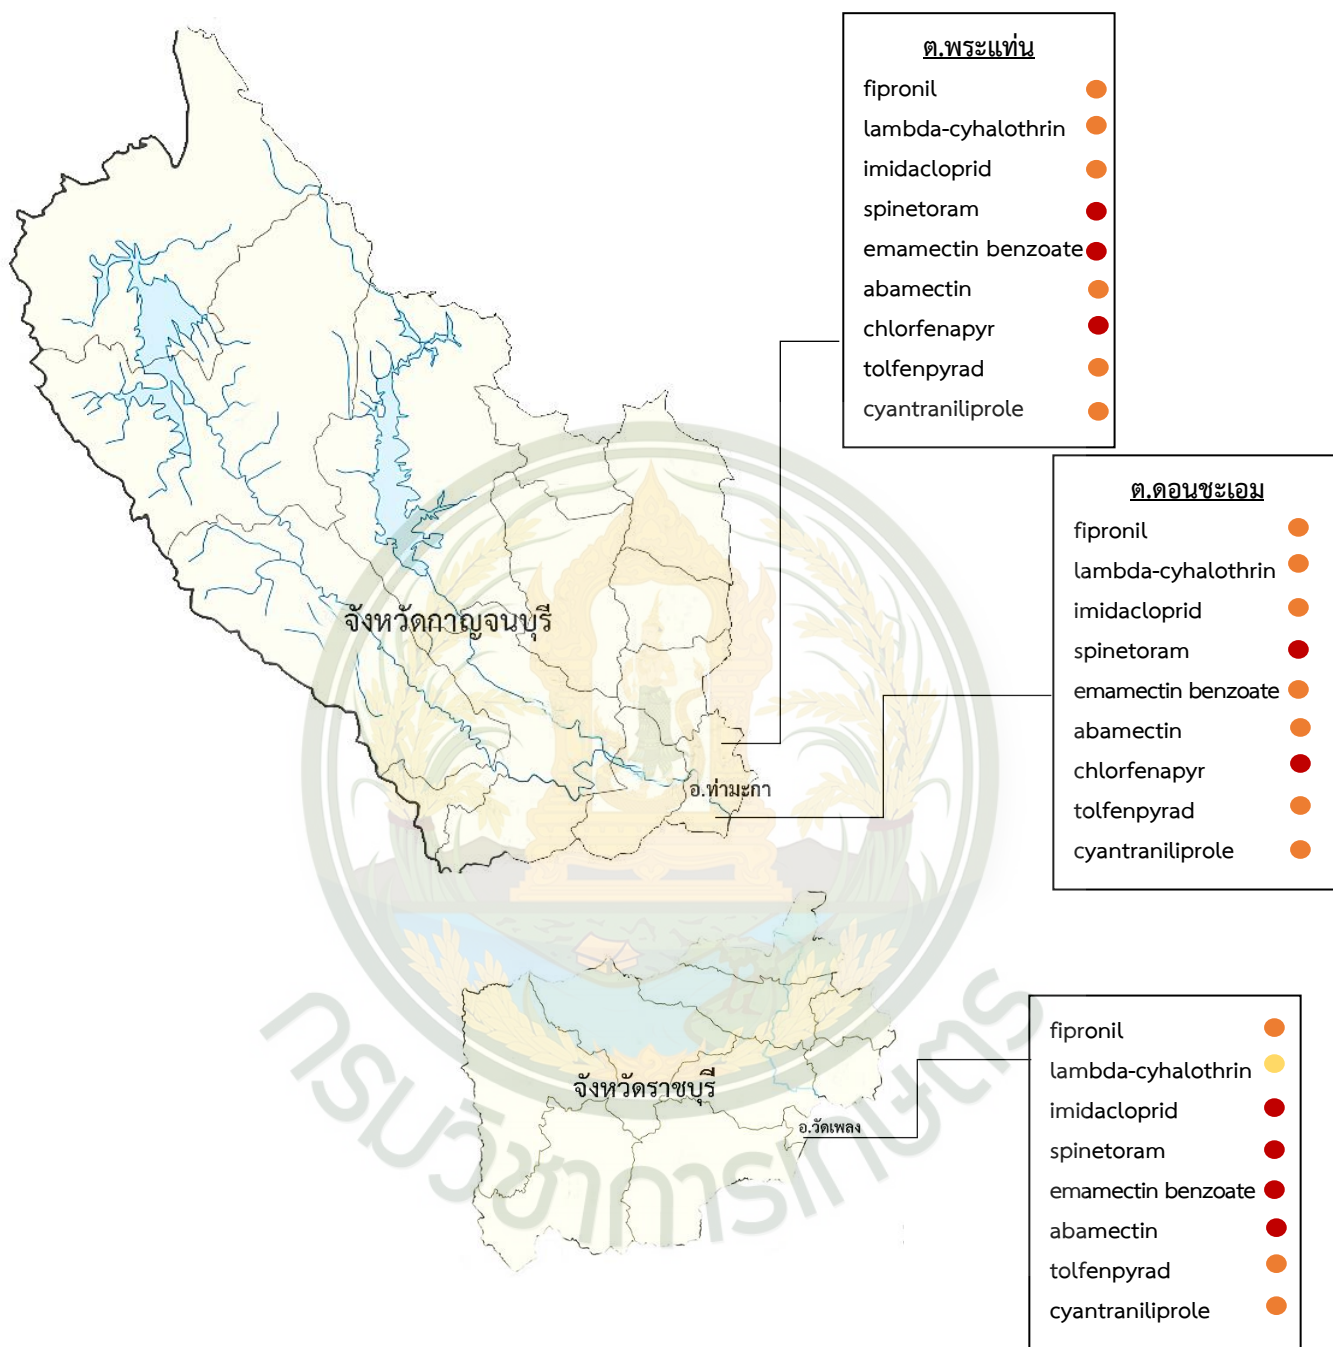 ต.พระแท่น
fipronil
lambda-cyhalothrin
imidacloprid
spinetoram
emamectin benzoate
abamectin
chlorfenapyr
tolfenpyrad
cyantraniliprole
ต.ดอนชะเอม
fipronil
lambda-cyhalothrin
imidacloprid
spinetoram
emamectin benzoate
abamectin
chlorfenapyr
tolfenpyrad
cyantraniliprole
จังหวัดกาญจนบุรี
อ.ท่ามะกา
จังหวัดราชบุรี
อ.วัดเพลง
fipronil
lambda-cyhalothrin
imidacloprid
spinetoram
emamectin benzoate
abamectin
tolfenpyrad
cyantraniliprole
กรมวิชาการเกษตร